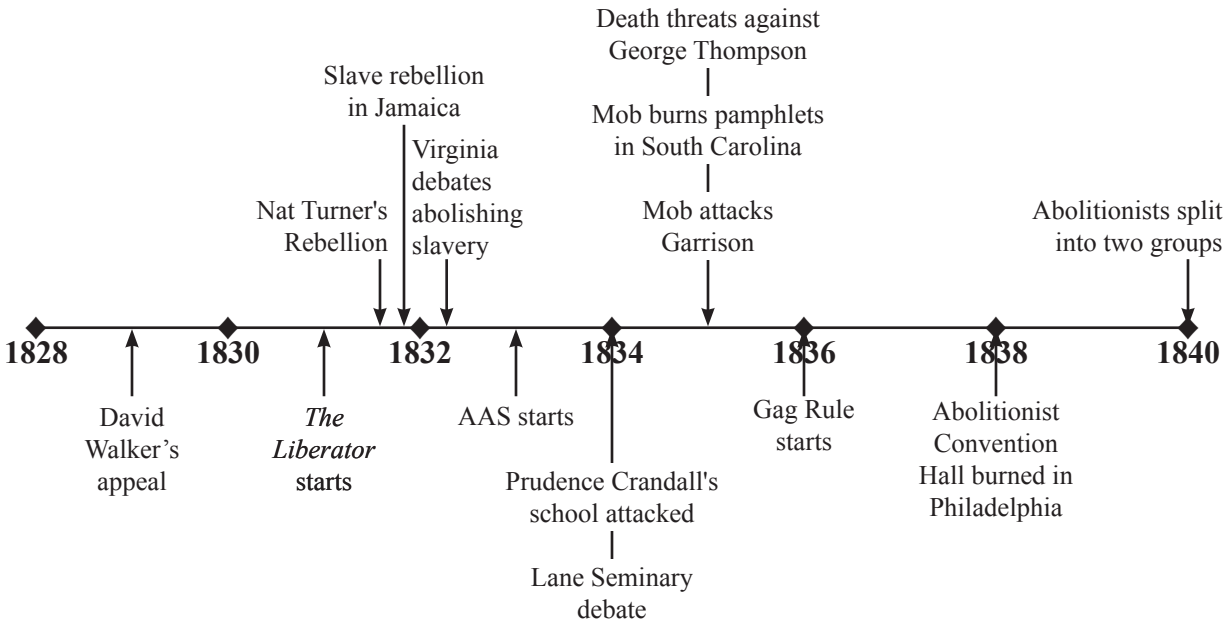 Death threats against
George Thompson
Slave rebellion
in Jamaica
Mob burns pamphlets
in South Carolina
Virginia
debates
abolishing
slavery
Nat Turner's
Rebellion
Mob attacks
Garrison
Abolitionists split
into two groups
1828
1830
1832
1834
1836
1838
1840
David
Walker’s
appeal
The
Liberator
starts
AAS starts
Prudence Crandall's
school attacked
Lane Seminary
debate
Gag Rule
starts
Abolitionist
Convention
Hall burned in
Philadelphia